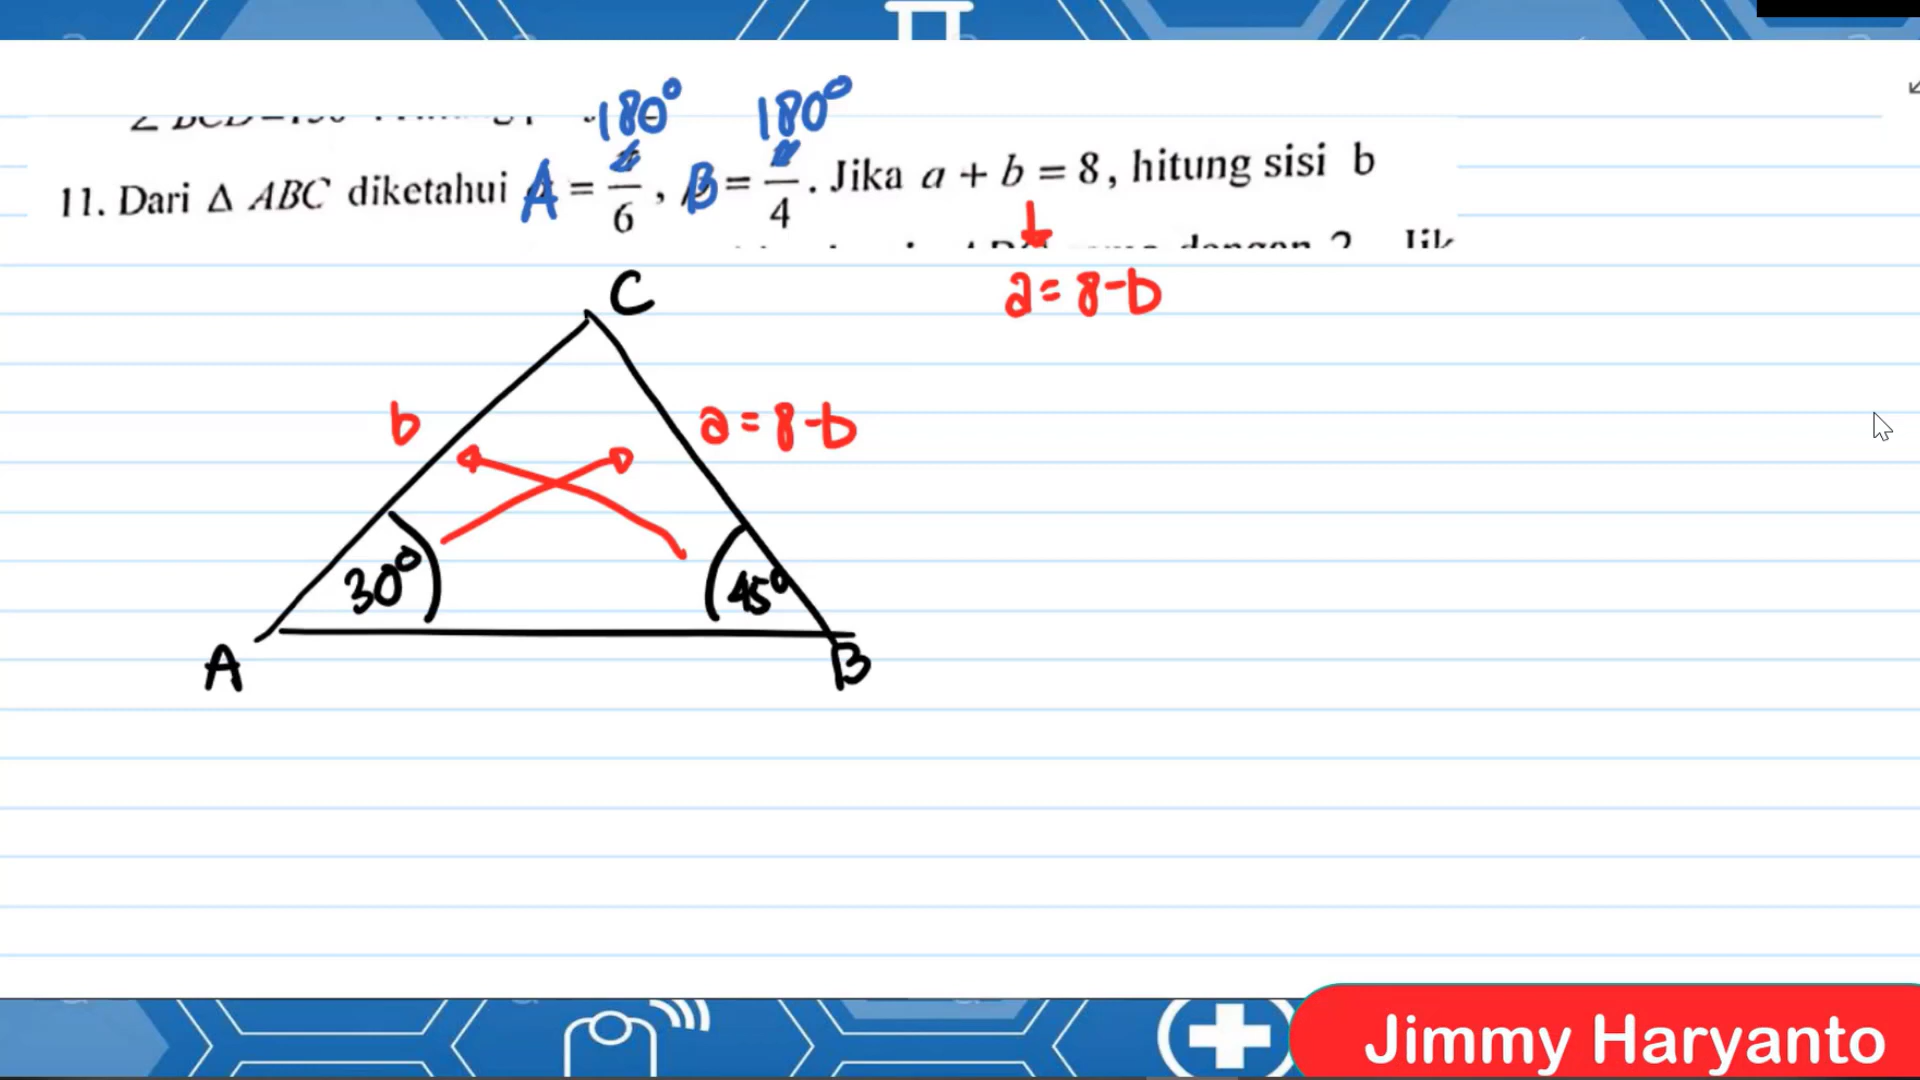 180° 180°
11. Dari Δ ABC diketahui A = /6 , B = /4 . Jika a + b = 8, hitung sisi b
a = 8 - b
C
b
a = 8 - b
30°
45°
A
B
Jimmy Haryanto